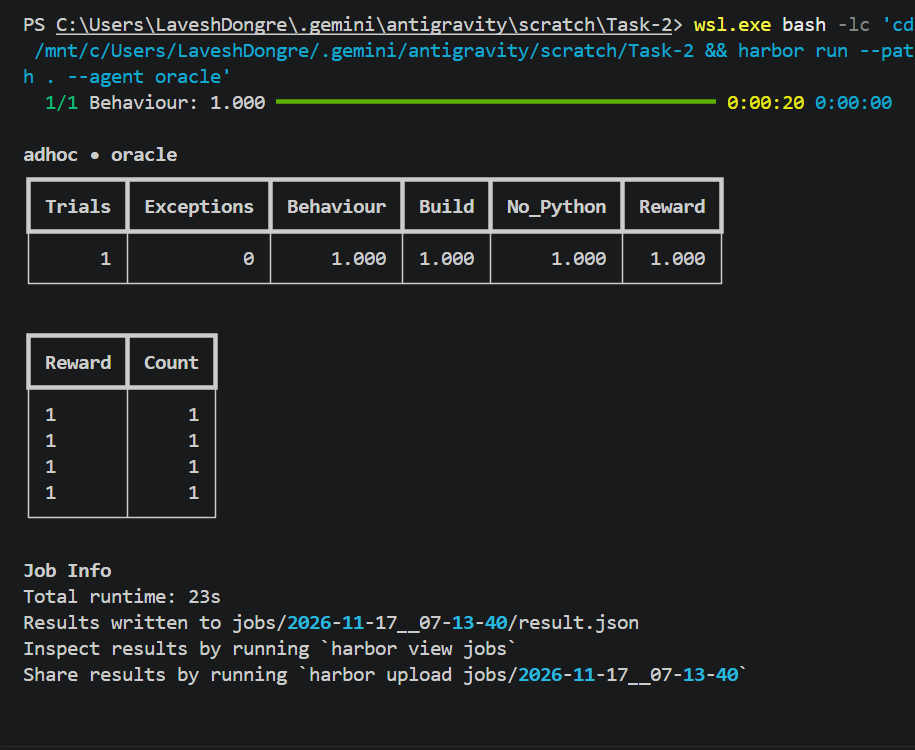 PS C:\Users\LaveshDongre\.gemini\antigravity\scratch\Task-2> wsl.exe bash -lc 'cd
/mnt/c/Users/LaveshDongre/.gemini/antigravity/scratch/Task-2 && harbor run --pat
h . --agent oracle'
1/1 Behaviour: 1.000 0:00:20 0:00:00
adhoc • oracle
Trials Exceptions Behaviour Build No_Python Reward
1 0 1.000 1.000 1.000 1.000
Reward Count
1 1
1 1
1 1
1 1
Job Info
Total runtime: 23s
Results written to jobs/2026-11-17__07-13-40/result.json
Inspect results by running `harbor view jobs`
Share results by running `harbor upload jobs/2026-11-17__07-13-40`